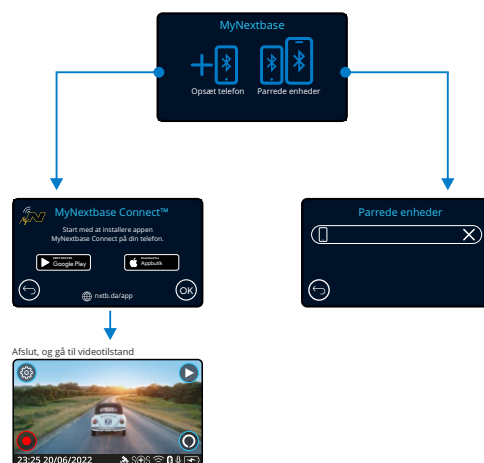 MyNextbase
Opsæt telefon
Parrede enheder
MyNextbase Connect™
Start med at installere appen
MyNextbase Connect på din telefon.
Google Play
Appbutik
nxtb.da/app
OK
Parrede enheder
Afslut, og gå til videotilstand
23:25 20/06/2022
SOS